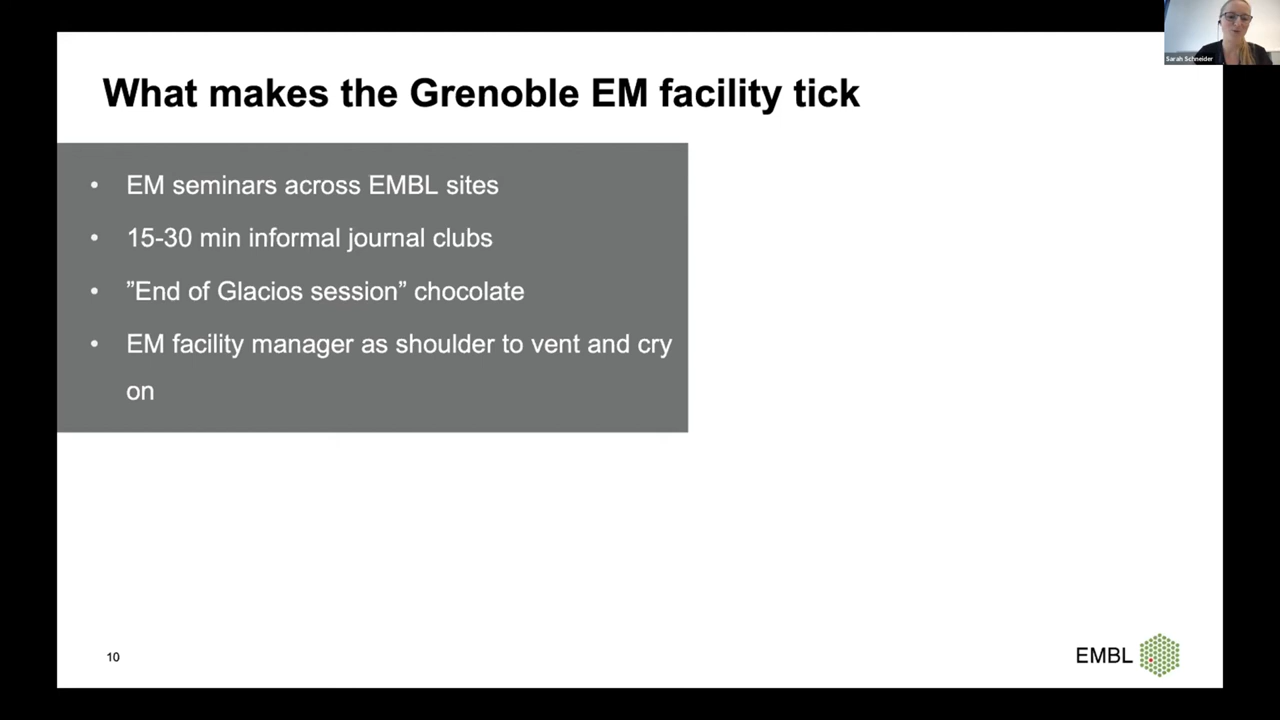 Sarah Schneider
What makes the Grenoble EM facility tick
• EM seminars across EMBL sites
• 15-30 min informal journal clubs
• ”End of Glacios session” chocolate
• EM facility manager as shoulder to vent and cry
on
10
EMBL